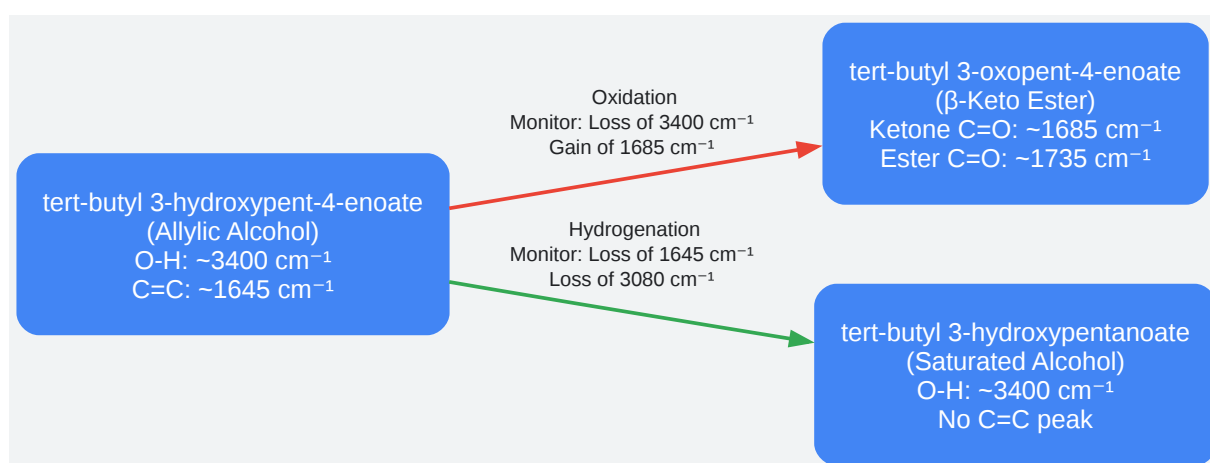 tert-butyl 3-hydroxypent-4-enoate
(Allylic Alcohol)
O-H: ~3400 cm⁻¹
C=C: ~1645 cm⁻¹
Oxidation
Monitor: Loss of 3400 cm⁻¹
Gain of 1685 cm⁻¹
Hydrogenation
Monitor: Loss of 1645 cm⁻¹
Loss of 3080 cm⁻¹
tert-butyl 3-oxopent-4-enoate
(β-Keto Ester)
Ketone C=O: ~1685 cm⁻¹
Ester C=O: ~1735 cm⁻¹
tert-butyl 3-hydroxypentanoate
(Saturated Alcohol)
O-H: ~3400 cm⁻¹
No C=C peak